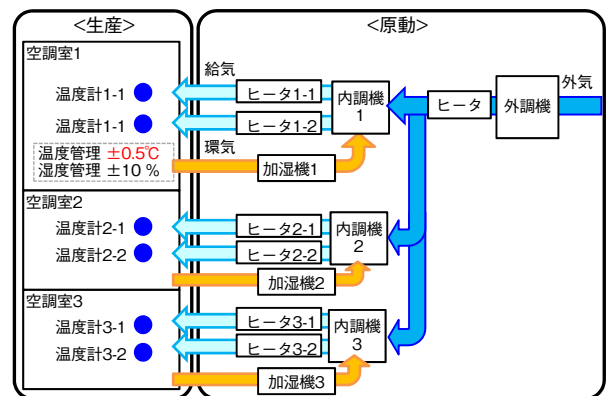 <生産>
空調室1
温度計1-1
温度計1-1
温度管理 ±0.5℃
湿度管理 ±10 %
空調室2
温度計2-1
温度計2-2
空調室3
温度計3-1
温度計3-2
<原動>
給気
ヒータ1-1
ヒータ1-2
環気
加湿機1
内調機
1
ヒータ
外調機
外気
ヒータ2-1
ヒータ2-2
加湿機2
内調機
2
ヒータ3-1
ヒータ3-2
加湿機3
内調機
3